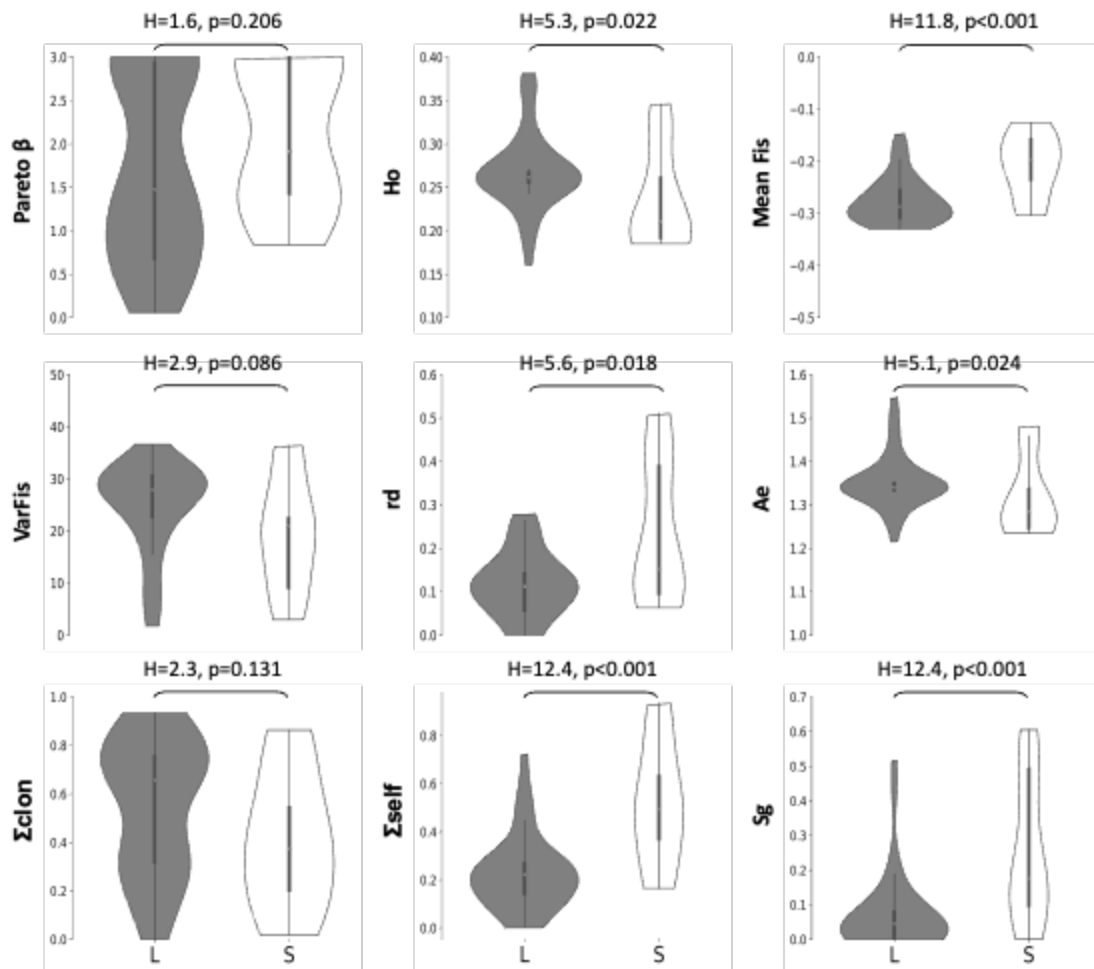 H=1.6, p=0.206
H=5.3, p=0.022
H=11.8, p<0.001
Pareto β
3.0
2.5
2.0
1.5
1.0
0.5
0.0
Ho
0.40
0.35
0.30
0.25
0.20
0.15
0.10
Mean Fis
0.0
−0.1
−0.2
−0.3
−0.4
−0.5
H=2.9, p=0.086
H=5.6, p=0.018
H=5.1, p=0.024
VarFis
50
40
30
20
10
0
rd
0.6
0.5
0.4
0.3
0.2
0.1
0.0
Ae
1.6
1.5
1.4
1.3
1.2
1.1
1.0
H=2.3, p=0.131
H=12.4, p<0.001
H=12.4, p<0.001
Σclon
1.0
0.8
0.6
0.4
0.2
0.0
Σself
0.8
0.6
0.4
0.2
0.0
Sg
0.7
0.6
0.5
0.4
0.3
0.2
0.1
0.0
L S
L S
L S